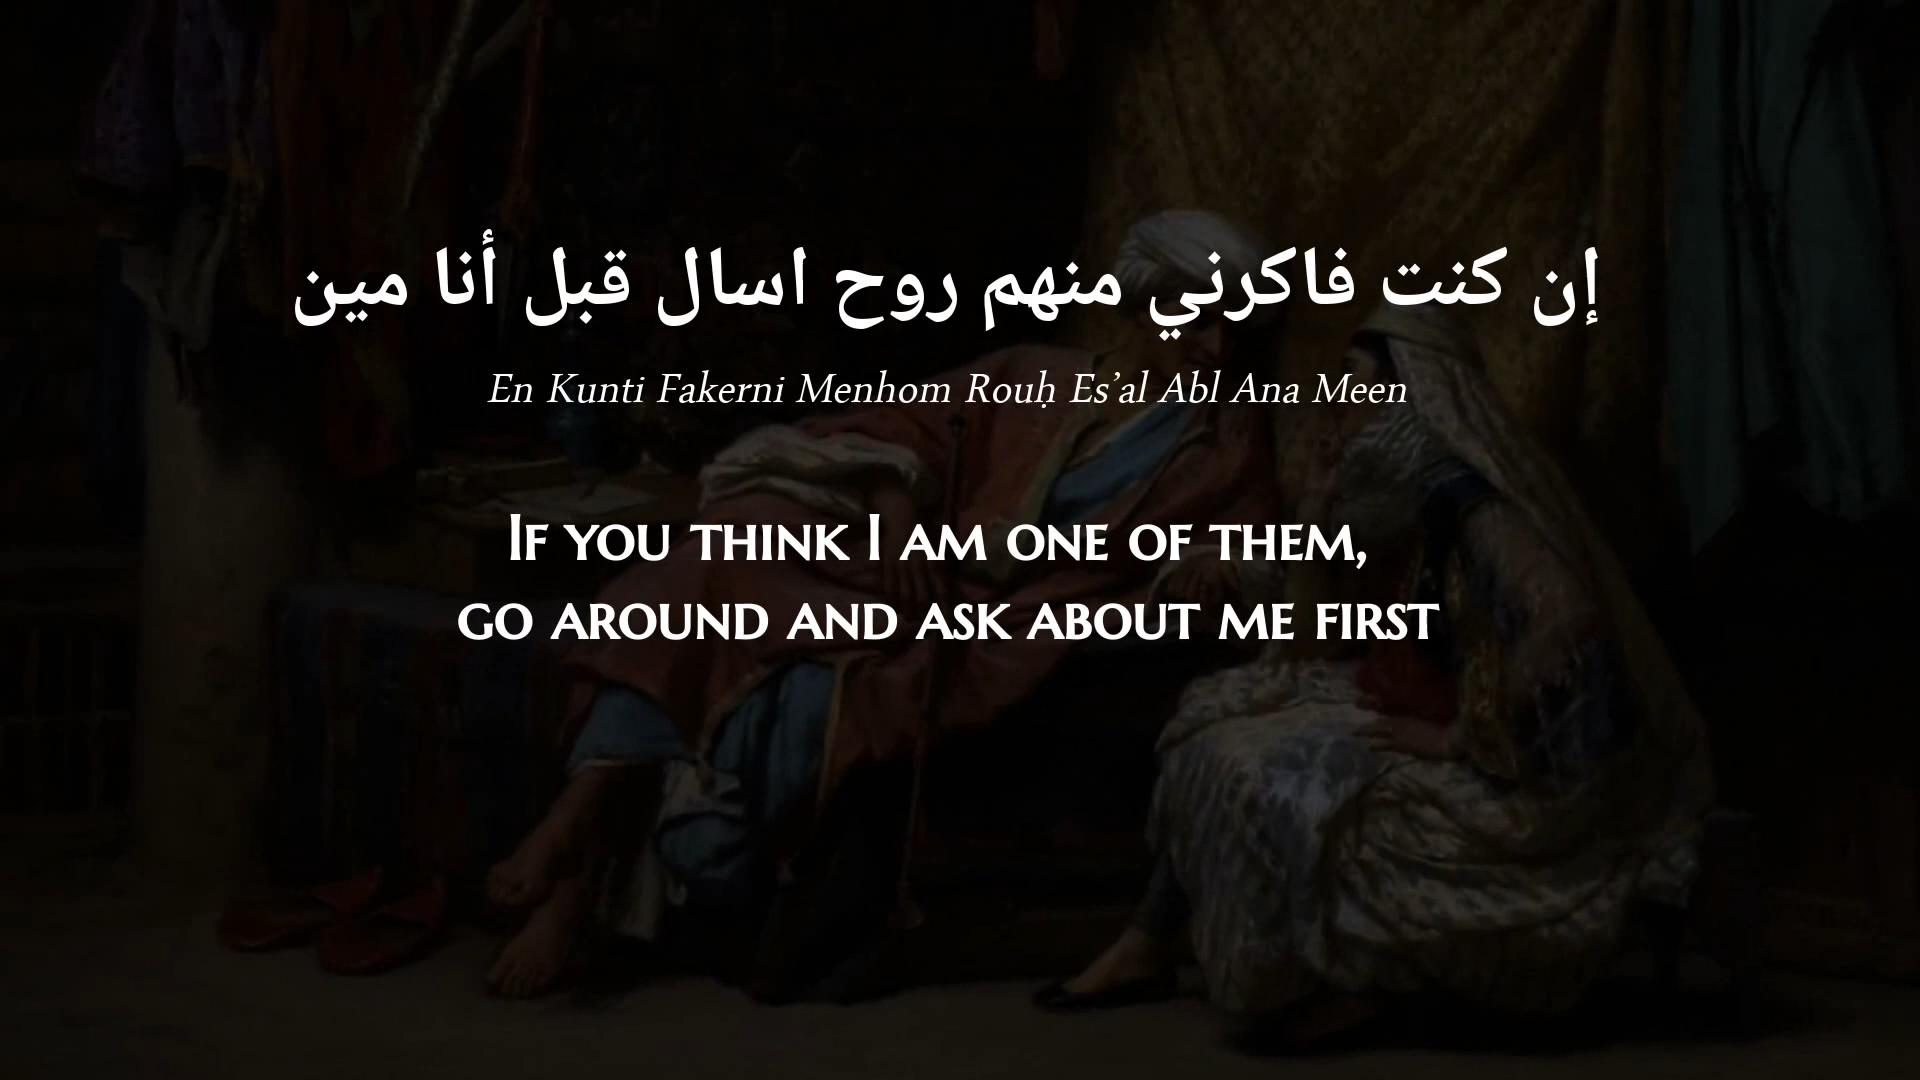 إن كنت فاكرني منهم روح اسال قبل أنا مين
En Kunti Fakerni Menhom Rouḥ Es’al Abl Ana Meen
If you think I am one of them,
go around and ask about me first